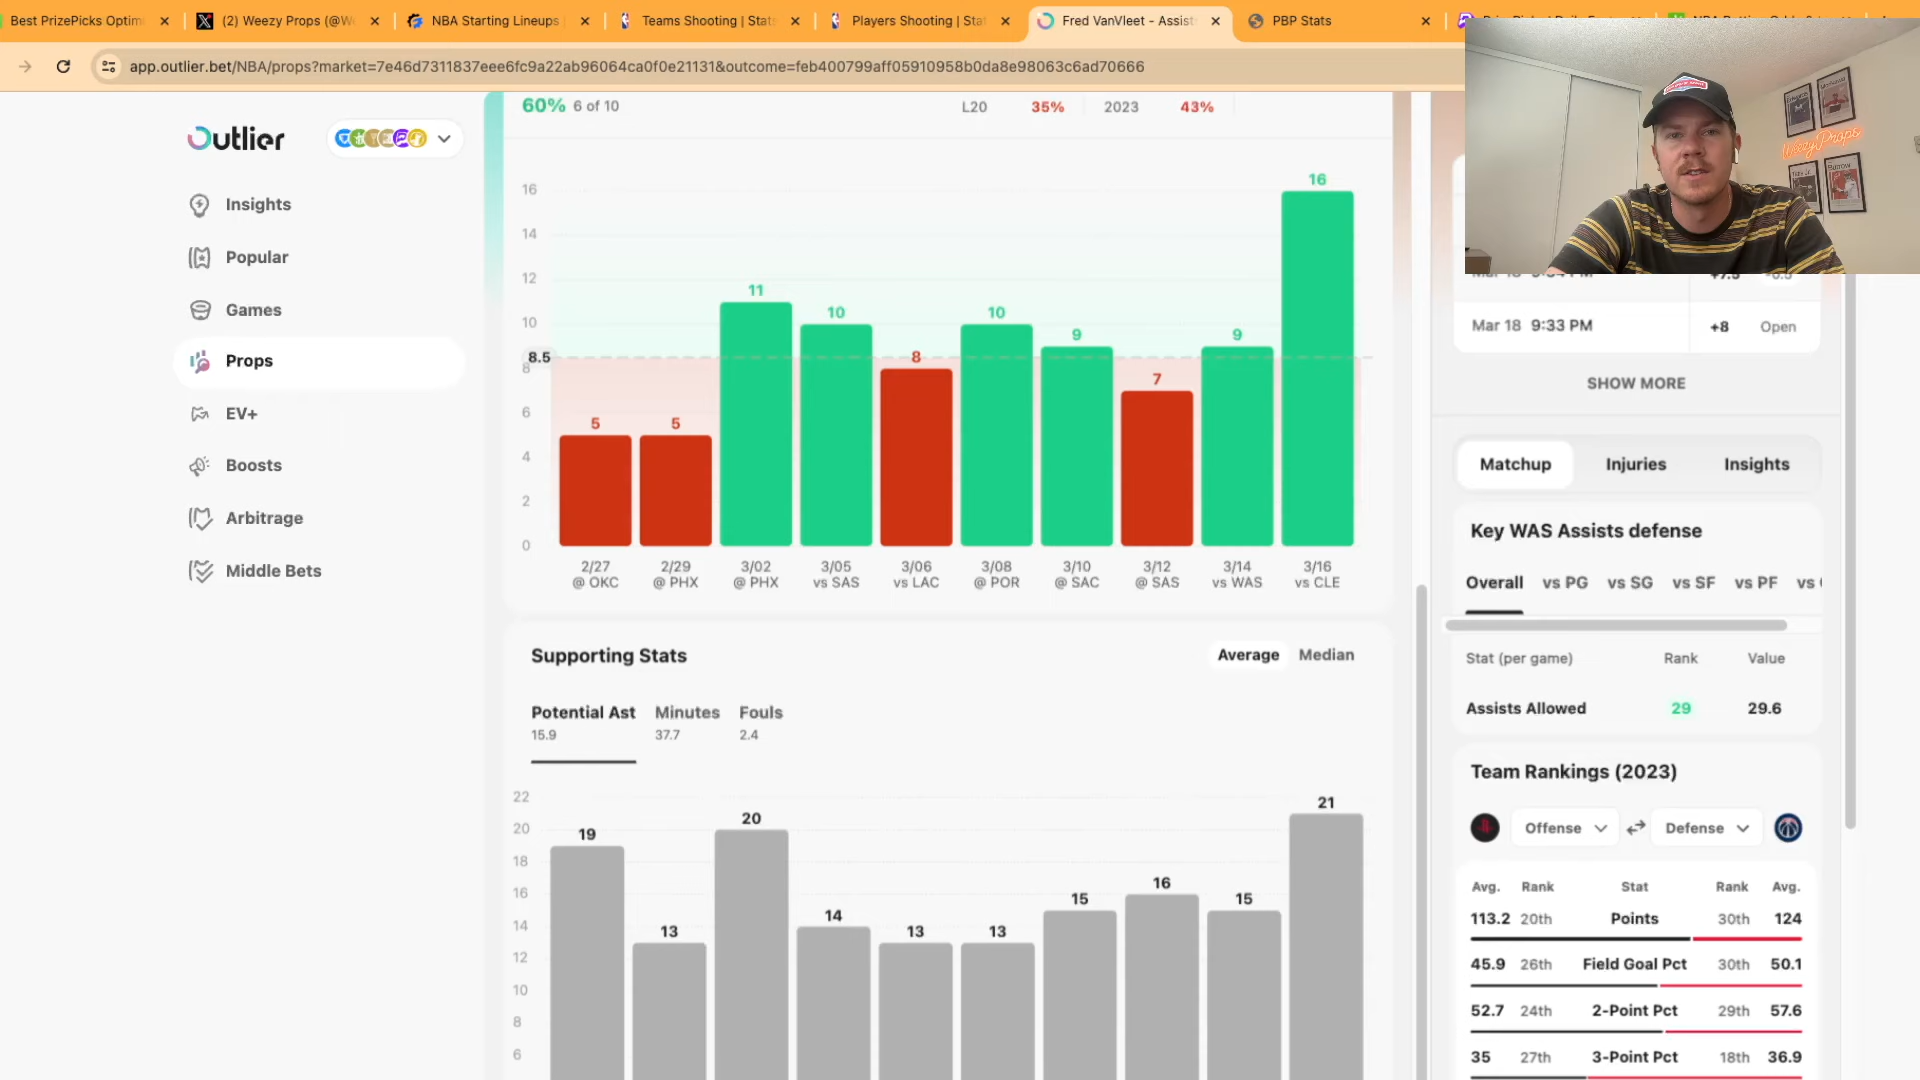 Best PrizePicks Optimi
(2) Weezy Props (@We
NBA Starting Lineups
Teams Shooting | Stats
Players Shooting | Stat
Fred VanVleet - Assist
PBP Stats
app.outlier.bet/NBA/props?market=7e46d7311837eee6fc9a22ab96064ca0f0e21131&outcome=feb400799aff05910958b0da8e98063c6ad70666
Outlier
Insights
Popular
Games
Props
EV+
Boosts
Arbitrage
Middle Bets
60% 6 of 10
L20 35% 2023 43%
16
14
12
10
8.5
8
6
4
2
0
5
5
11
10
8
10
9
7
9
16
2/27 @ OKC
2/29 @ PHX
3/02 @ PHX
3/05 vs SAS
3/06 vs LAC
3/08 @ POR
3/10 @ SAC
3/12 @ SAS
3/14 vs WAS
3/16 vs CLE
Supporting Stats
Average Median
Potential Ast Minutes Fouls
15.9 37.7 2.4
22
20
18
16
14
12
10
8
6
19
13
20
14
13
13
15
16
15
21
Weezy Props
Mar 18 9:33 PM +8 Open
SHOW MORE
Matchup Injuries Insights
Key WAS Assists defense
Overall vs PG vs SG vs SF vs PF vs
Stat (per game) Rank Value
Assists Allowed 29 29.6
Team Rankings (2023)
Offense Defense
Avg. Rank Stat Rank Avg.
113.2 20th Points 30th 124
45.9 26th Field Goal Pct 30th 50.1
52.7 24th 2-Point Pct 29th 57.6
35 27th 3-Point Pct 18th 36.9